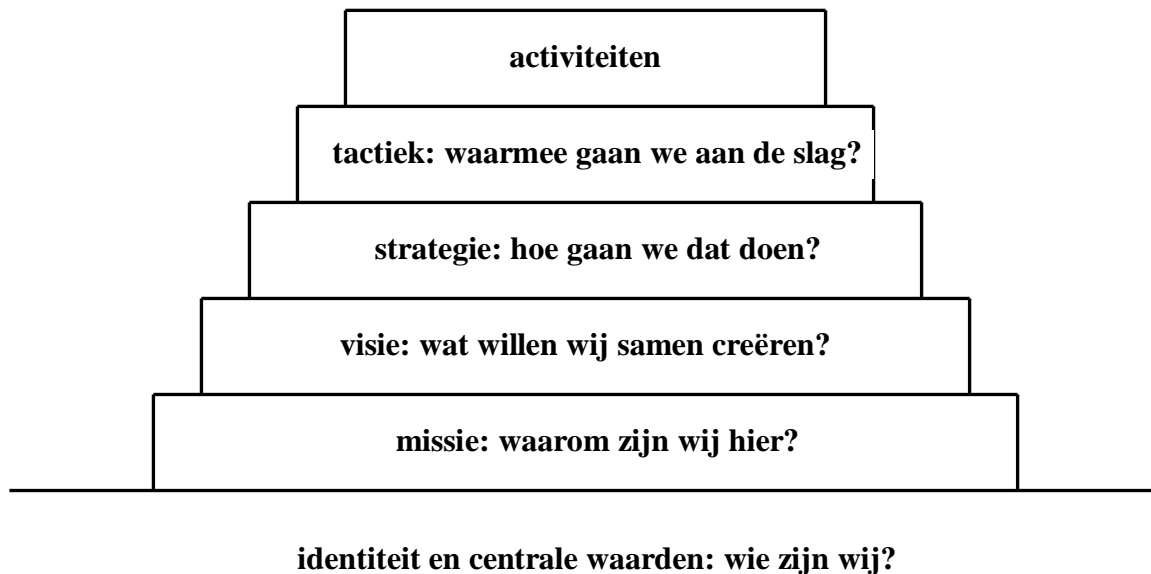 activiteiten
tactiek: waarmee gaan we aan de slag?
strategie: hoe gaan we dat doen?
visie: wat willen wij samen creëren?
missie: waarom zijn wij hier?
identiteit en centrale waarden: wie zijn wij?